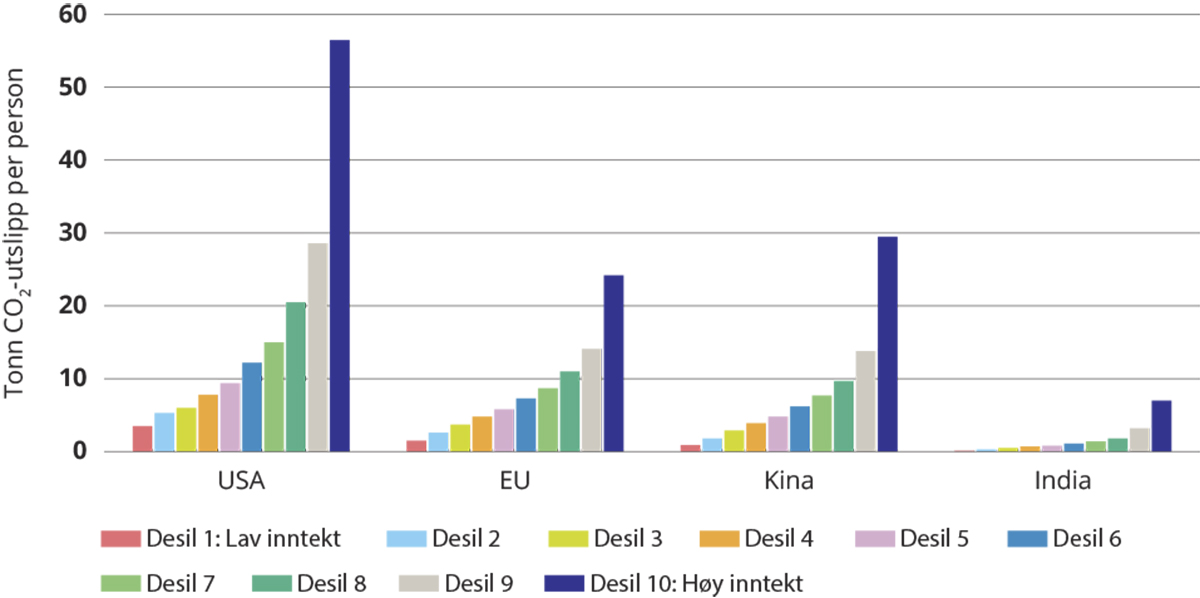 60
50
40
30
20
10
0
Tonn CO₂-utslipp per person
USA EU Kina India
Desil 1: Lav inntekt Desil 2 Desil 3 Desil 4 Desil 5 Desil 6
Desil 7 Desil 8 Desil 9 Desil 10: Høy inntekt